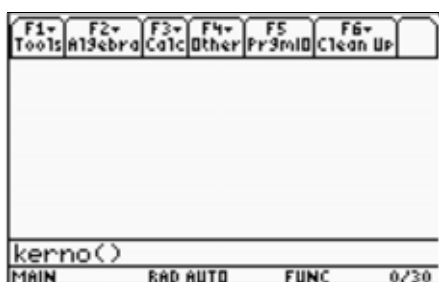 F1▾ F2▾ F3▾ F4▾ F5 F6▾
Tools Algebra Calc Other PrgmIO Clean Up
kerno()
MAIN RAD AUTO FUNC 0/30